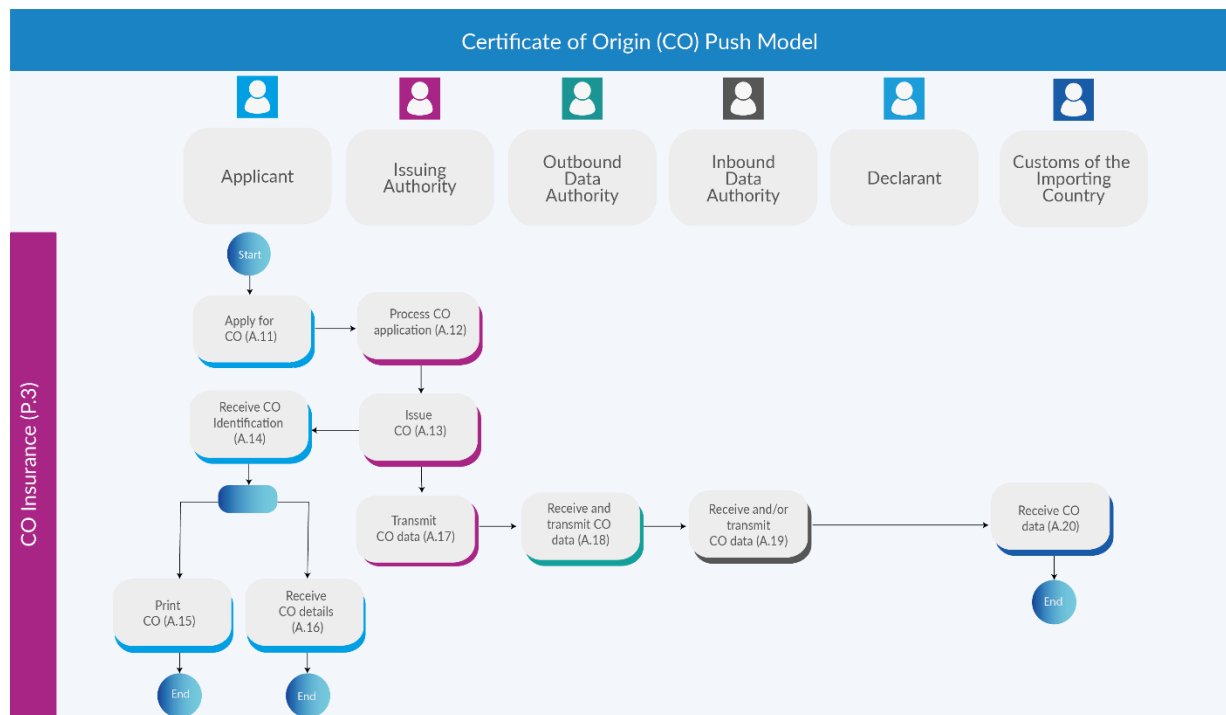 Certificate of Origin (CO) Push Model
Applicant
Issuing
Authority
Outbound
Data
Authority
Inbound
Data
Authority
Declarant
Customs of the
Importing
Country
CO Insurance (P.3)
Start
Apply for
CO (A.11)
Process CO
application (A.12)
Receive CO
Identification
(A.14)
Issue
CO (A.13)
Transmit
CO data (A.17)
Receive and
transmit CO
data (A.18)
Receive and/or
transmit
CO data (A.19)
Receive CO
data (A.20)
Print
CO (A.15)
Receive
CO details
(A.16)
End
End
End